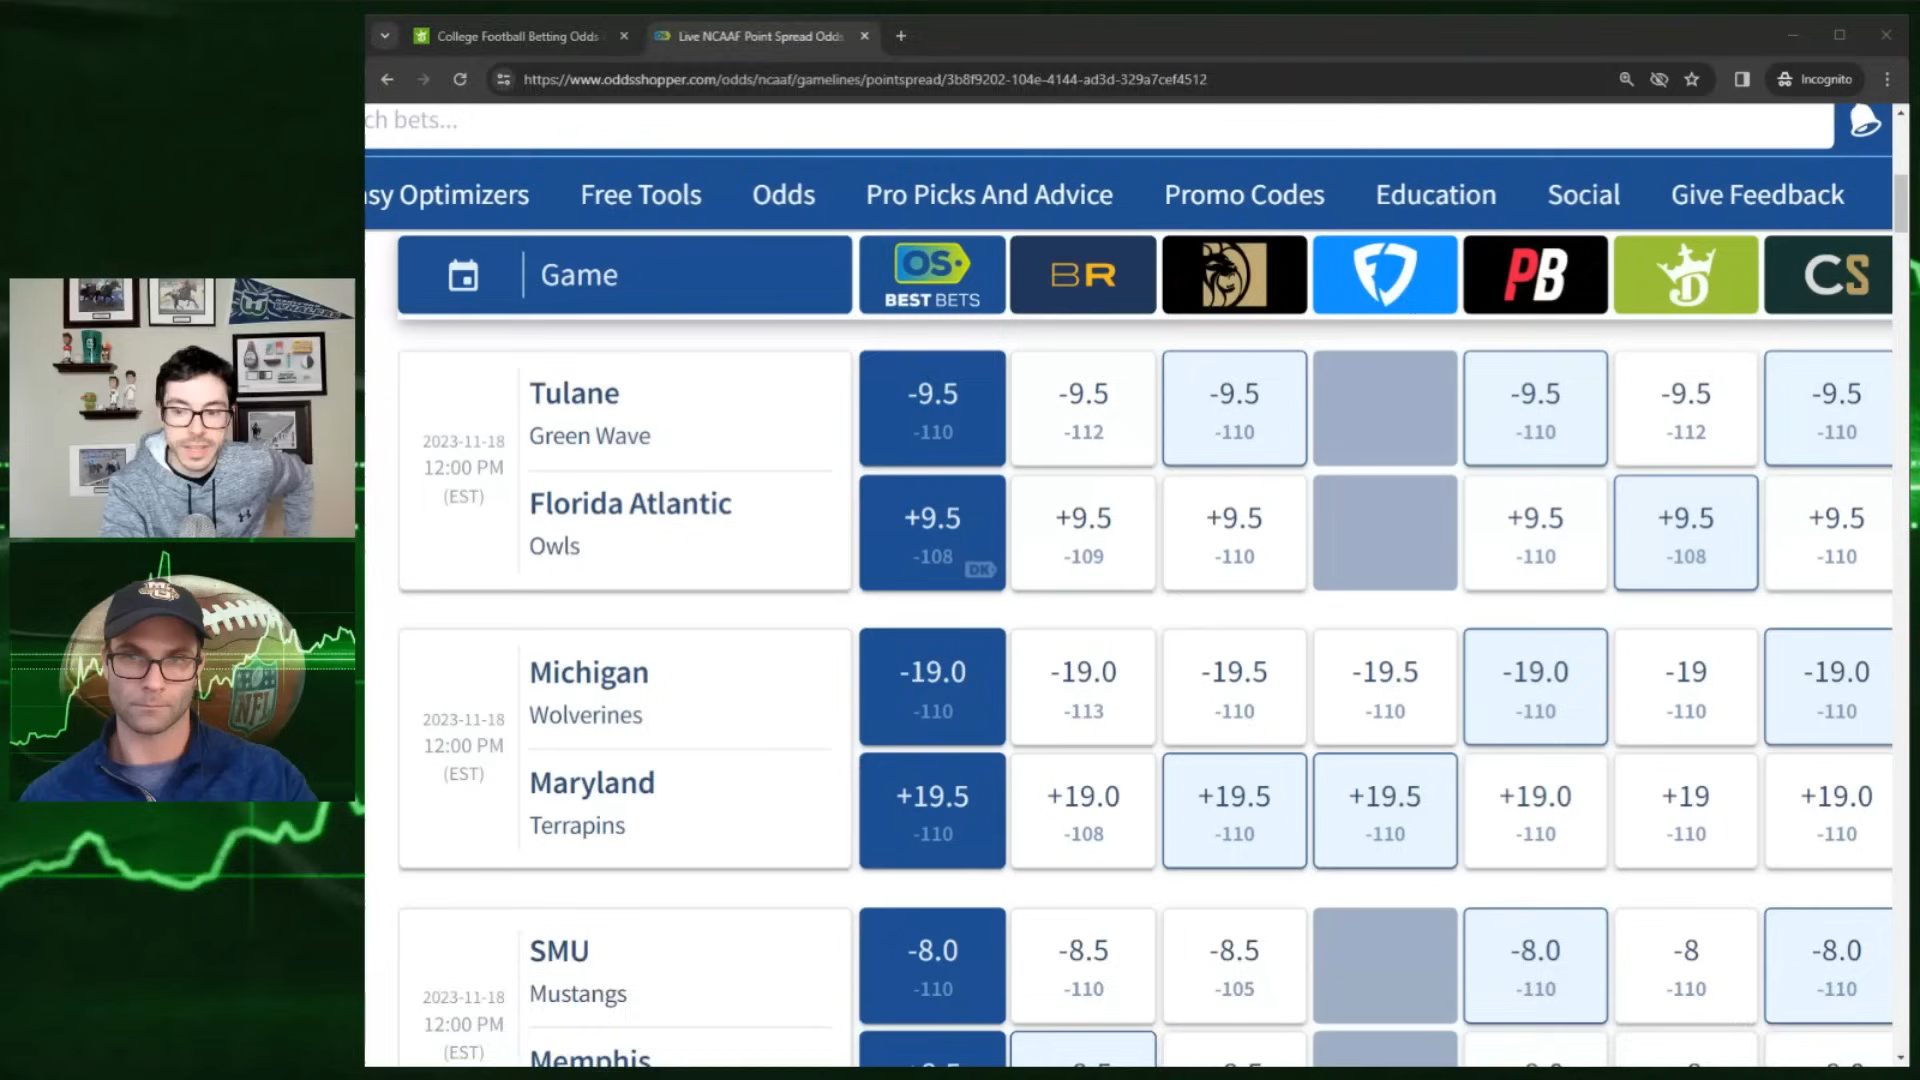 College Football Betting Odds
Live NCAAF Point Spread Odds
https://www.oddsshopper.com/odds/ncaaf/gamelines/pointspread/3b8f9202-104e-4144-ad3d-329a7cef4512
Incognito
ch bets...
sy Optimizers
Free Tools
Odds
Pro Picks And Advice
Promo Codes
Education
Social
Give Feedback
Game
OS
BEST BETS
BR
PB
CS
2023-11-18
12:00 PM
(EST)
Tulane
Green Wave
-9.5 -9.5 -9.5 -9.5 -9.5 -9.5
-110 -112 -110 -110 -112 -110
Florida Atlantic
Owls
+9.5 +9.5 +9.5 +9.5 +9.5 +9.5
-108 DK -109 -110 -110 -108 -110
2023-11-18
12:00 PM
(EST)
Michigan
Wolverines
-19.0 -19.0 -19.5 -19.5 -19.0 -19 -19.0
-110 -113 -110 -110 -110 -110 -110
Maryland
Terrapins
+19.5 +19.0 +19.5 +19.5 +19.0 +19 +19.0
-110 -108 -110 -110 -110 -110 -110
2023-11-18
12:00 PM
(EST)
SMU
Mustangs
-8.0 -8.5 -8.5 -8.0 -8 -8.0
-110 -110 -105 -110 -110 -110
Memphis
NFL